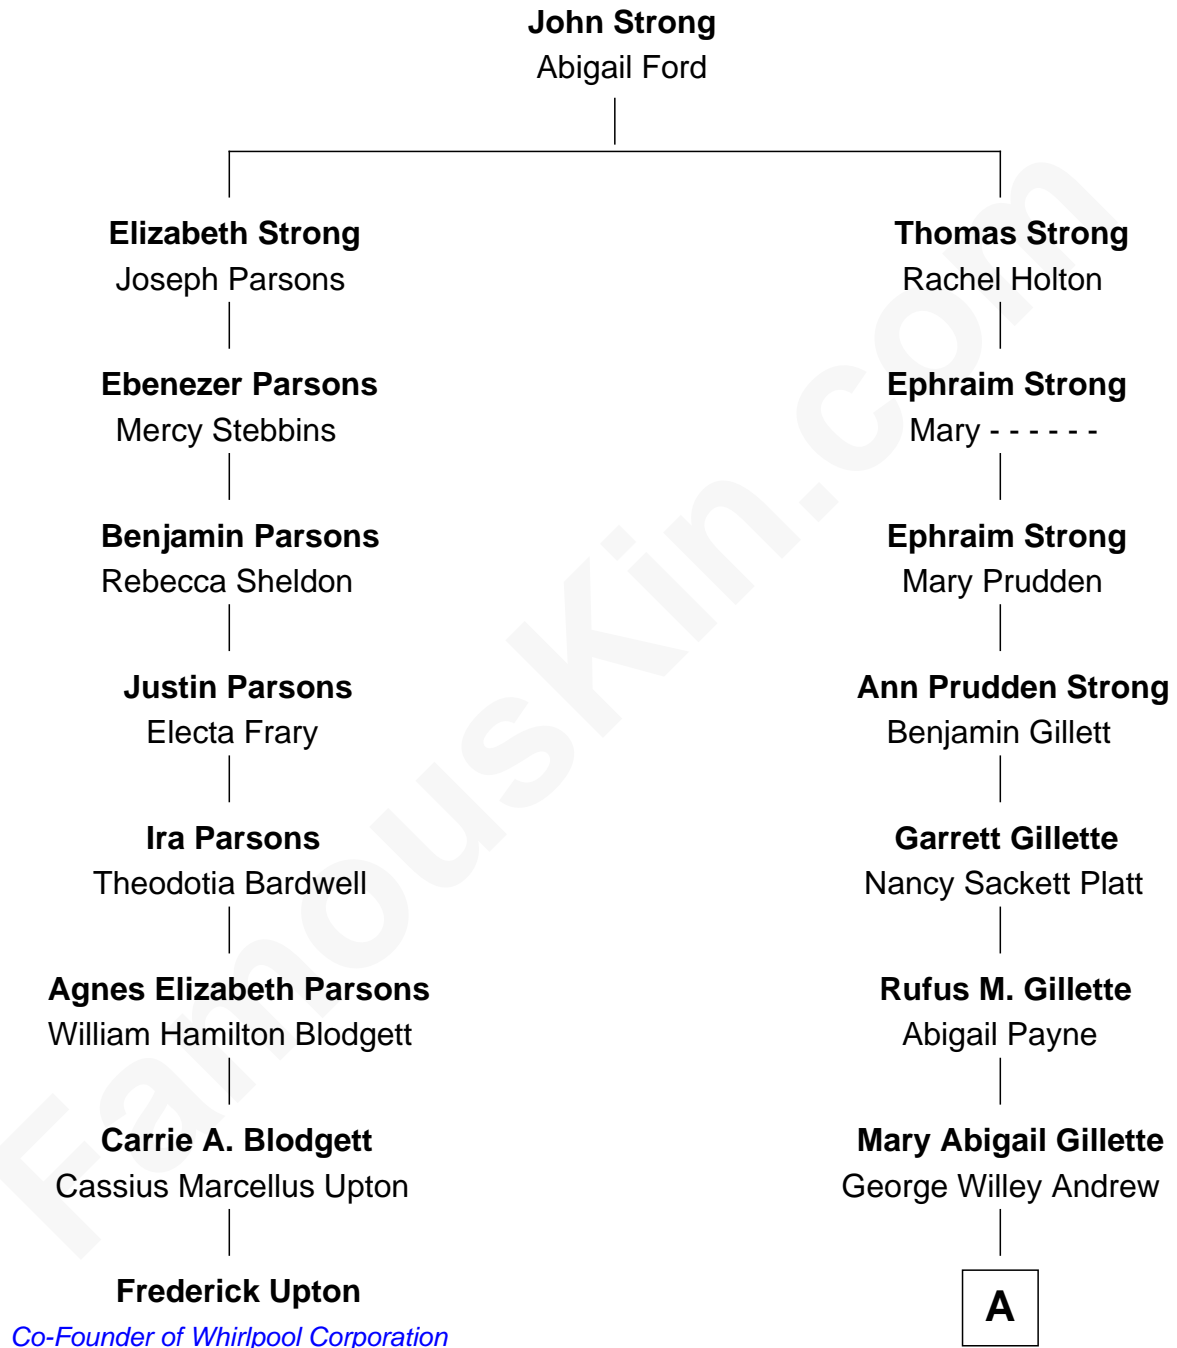 John Strong
Abigail Ford
Elizabeth Strong
Joseph Parsons
Thomas Strong
Rachel Holton
Ebenezer Parsons
Mercy Stebbins
Ephraim Strong
Mary - - - - - -
Benjamin Parsons
Rebecca Sheldon
Ephraim Strong
Mary Prudden
Justin Parsons
Electa Frary
Ann Prudden Strong
Benjamin Gillett
Ira Parsons
Theodotia Bardwell
Garrett Gillette
Nancy Sackett Platt
Agnes Elizabeth Parsons
William Hamilton Blodgett
Rufus M. Gillette
Abigail Payne
Carrie A. Blodgett
Cassius Marcellus Upton
Mary Abigail Gillette
George Willey Andrew
Frederick Upton
Co-Founder of Whirlpool Corporation
A
FamousKin.com